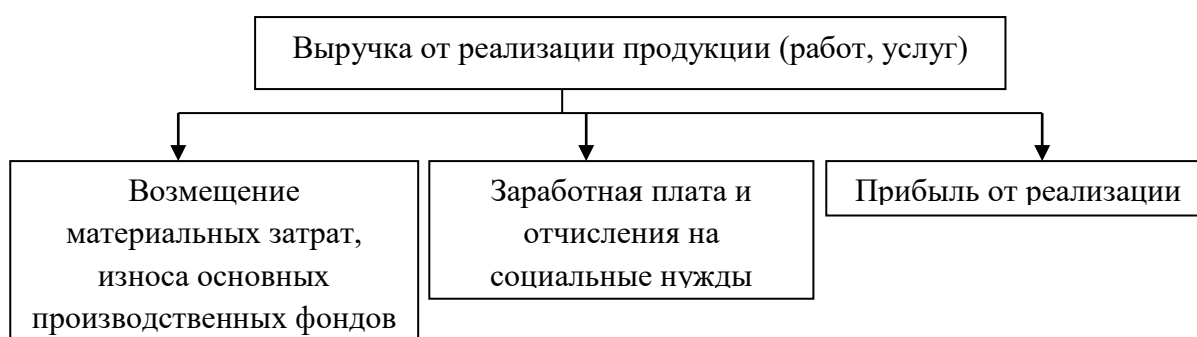 Выручка от реализации продукции (работ, услуг)
Возмещение
материальных затрат,
износа основных
производственных фондов
Заработная плата и
отчисления на
социальные нужды
Прибыль от реализации